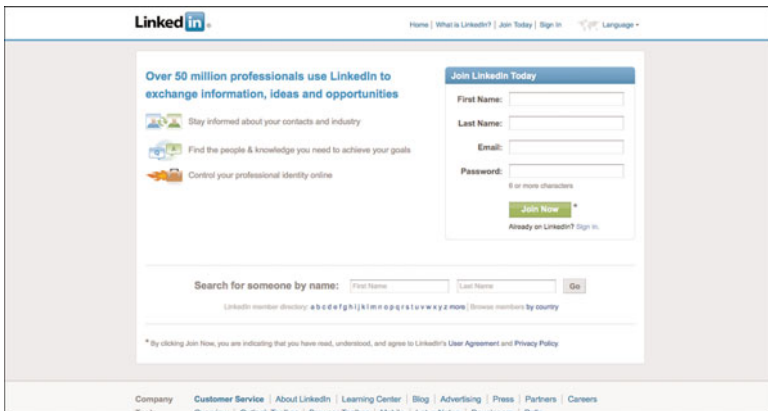 Linked in.
Home | What is LinkedIn? | Join Today | Sign In Language
Over 50 million professionals use LinkedIn to
exchange information, ideas and opportunities
Stay informed about your contacts and industry
Find the people & knowledge you need to achieve your goals
Control your professional identity online
Join LinkedIn Today
First Name:
Last Name:
Email:
Password:
6 or more characters
Join Now *
Already on LinkedIn? Sign In.
Search for someone by name: First Name Last Name Go
LinkedIn member directory: a b c d e f g h i j k l m n o p q r s t u v w x y z more | Browse members by country
* By clicking Join Now, you are indicating that you have read, understood, and agree to LinkedIn's User Agreement and Privacy Policy
Company Customer Service | About LinkedIn | Learning Center | Blog | Advertising | Press | Partners | Careers